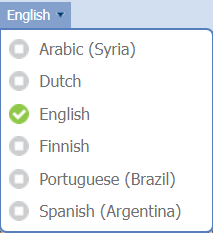 English
Arabic (Syria)
Dutch
English
Finnish
Portuguese (Brazil)
Spanish (Argentina)